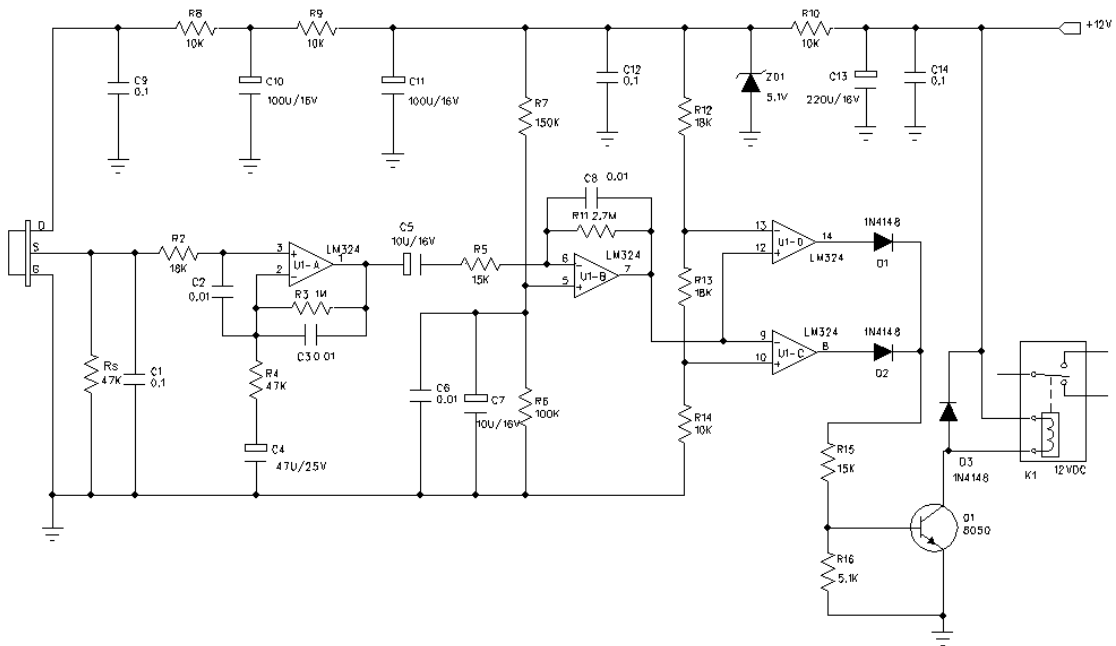 R8
10K
R9
10K
R10
10K
+12V
C9
0.1
C10
100U/16V
C11
100U/16V
C12
0.1
ZD1
5.1V
C13
220U/16V
C14
0.1
R7
150K
R12
18K
C8 0.01
R11 2.7M
D
S
G
R2
18K
C2
0.01
3
2
1
+
-
U1-A
LM324
R3 1M
C3 0.01
C5
10U/16V
R5
15K
6
5
7
-
+
U1-B
LM324
13
12
14
-
+
U1-D
LM324
1N4148
D1
R13
18K
9
10
8
-
+
U1-C
LM324
1N4148
D2
Rs
47K
C1
0.1
R4
47K
C4
47U/25V
C6
0.01
C7
10U/16V
R6
100K
R14
10K
R15
15K
R16
5.1K
Q1
8050
D3
1N4148
K1
12VDC